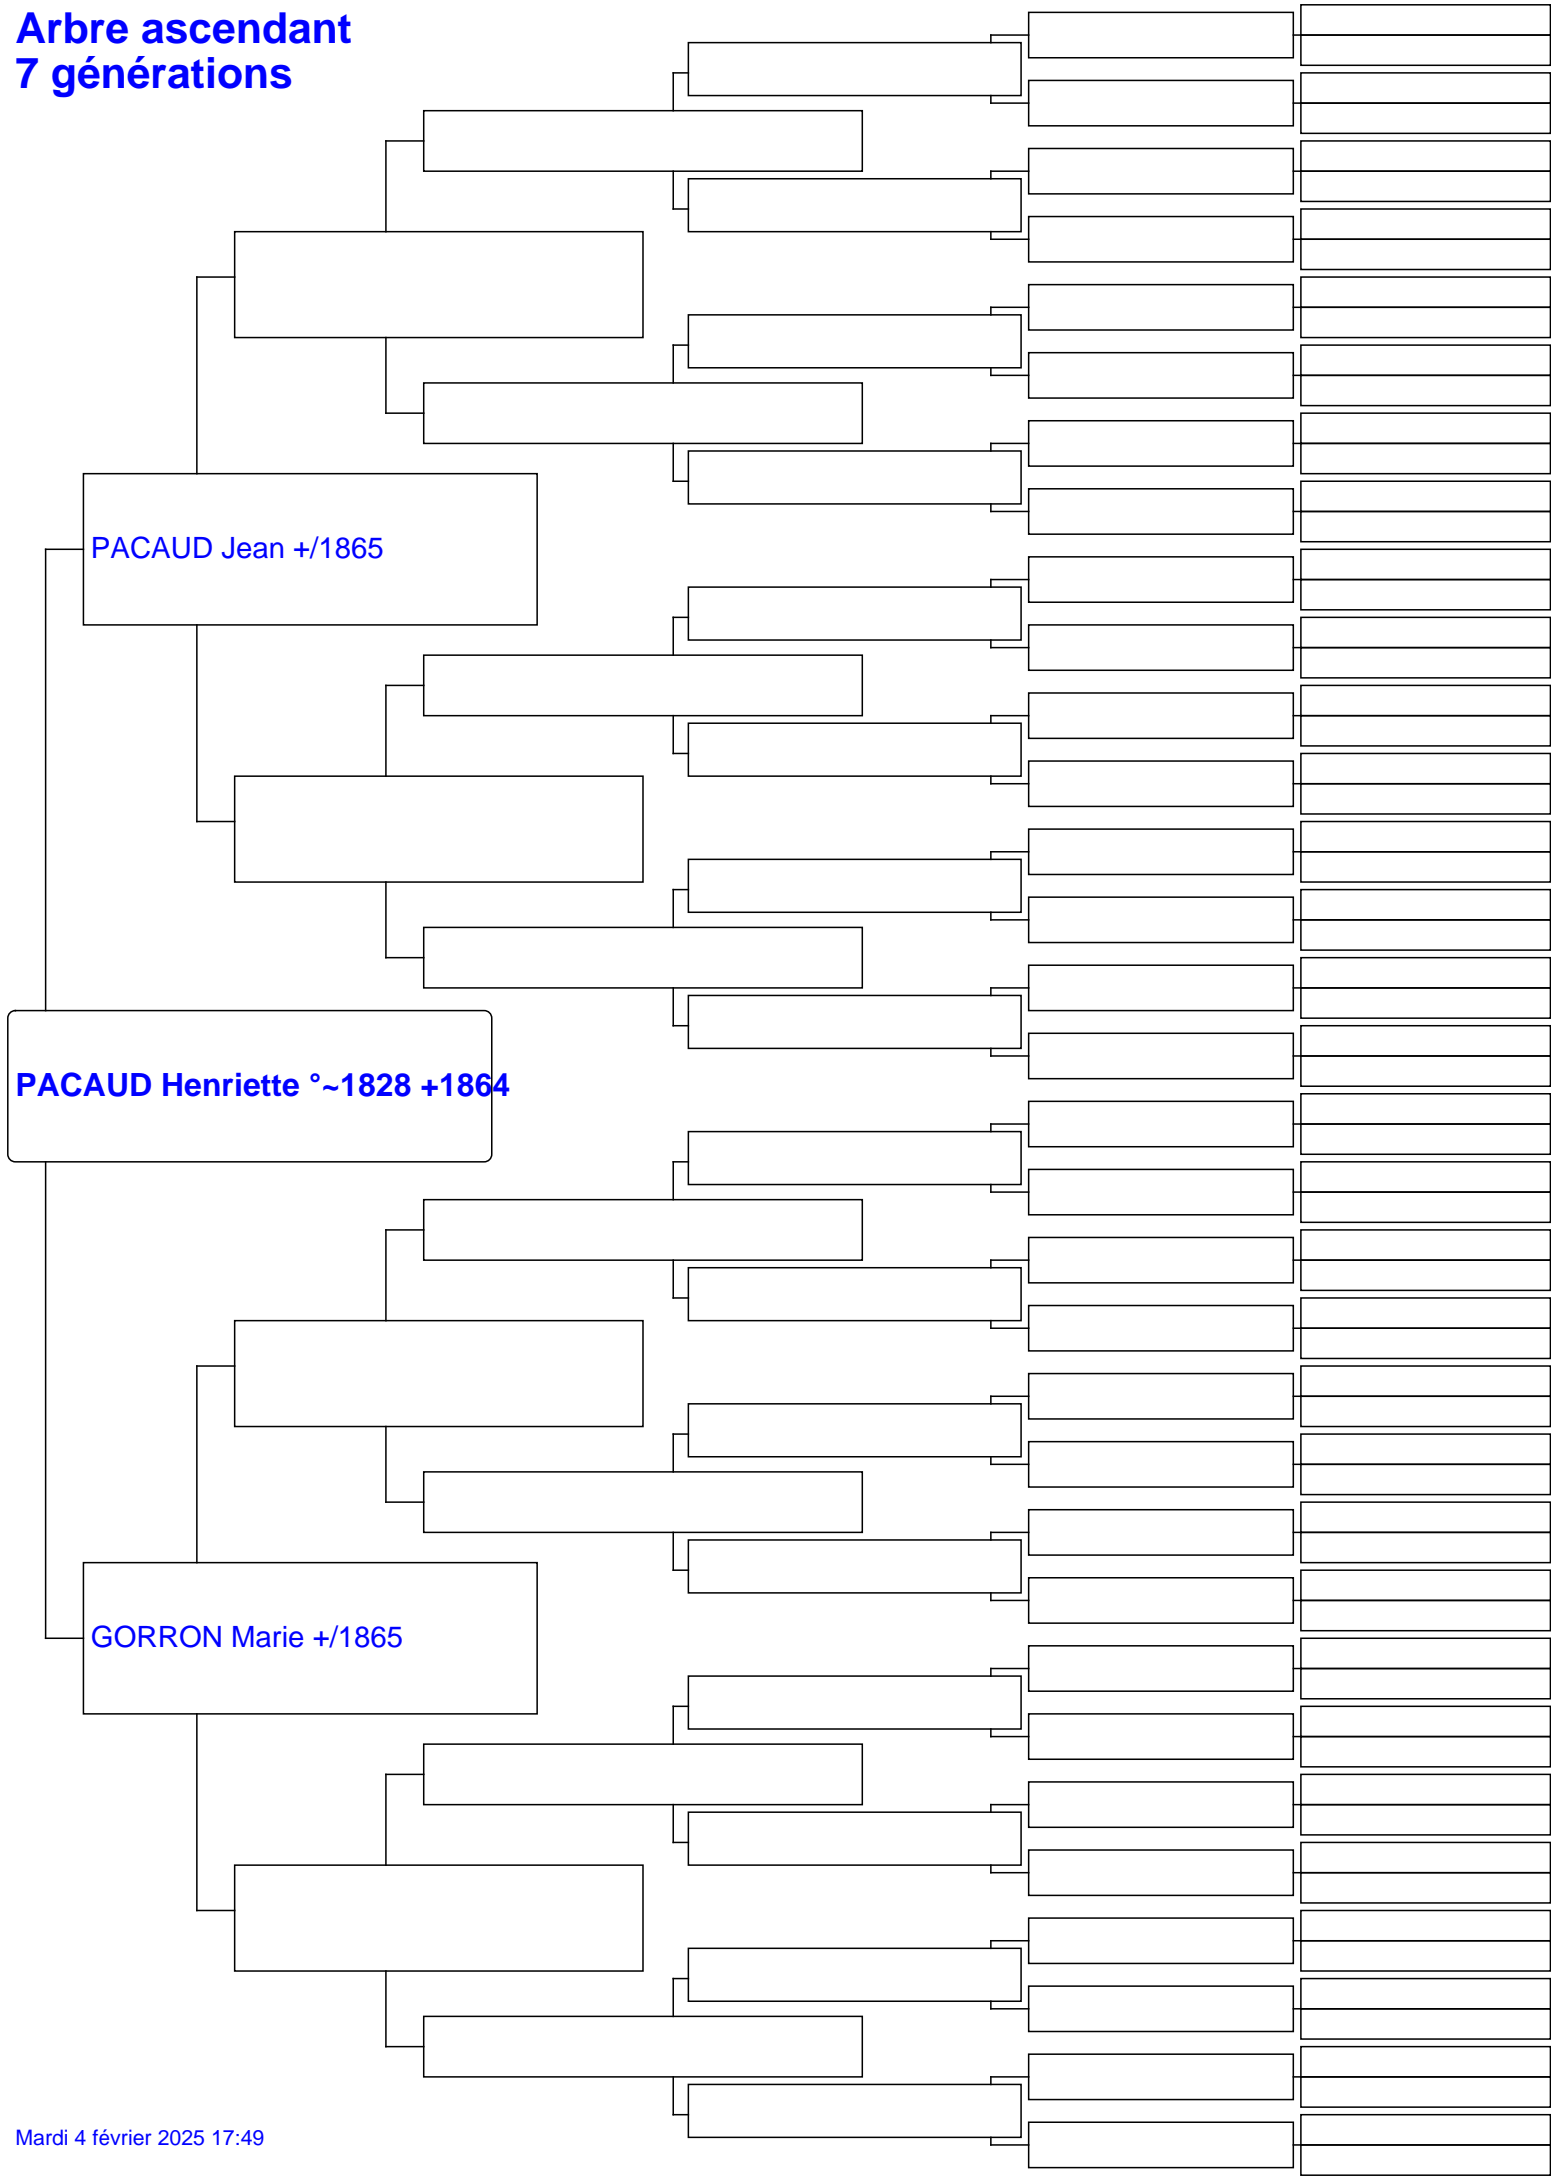 Arbre ascendant
7 générations
PACAUD Jean +/1865
PACAUD Henriette °~1828 +1864
GORRON Marie +/1865
Mardi 4 février 2025 17:49